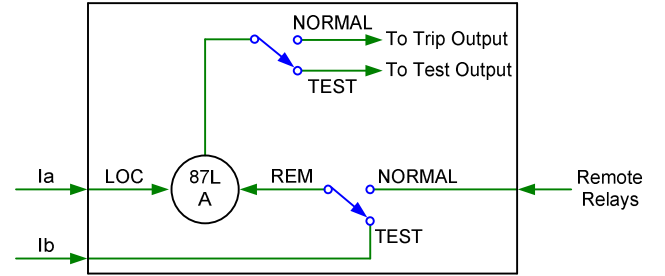 NORMAL
To Trip Output
To Test Output
TEST
Ia
LOC
87L
A
REM
NORMAL
Remote
Relays
TEST
Ib